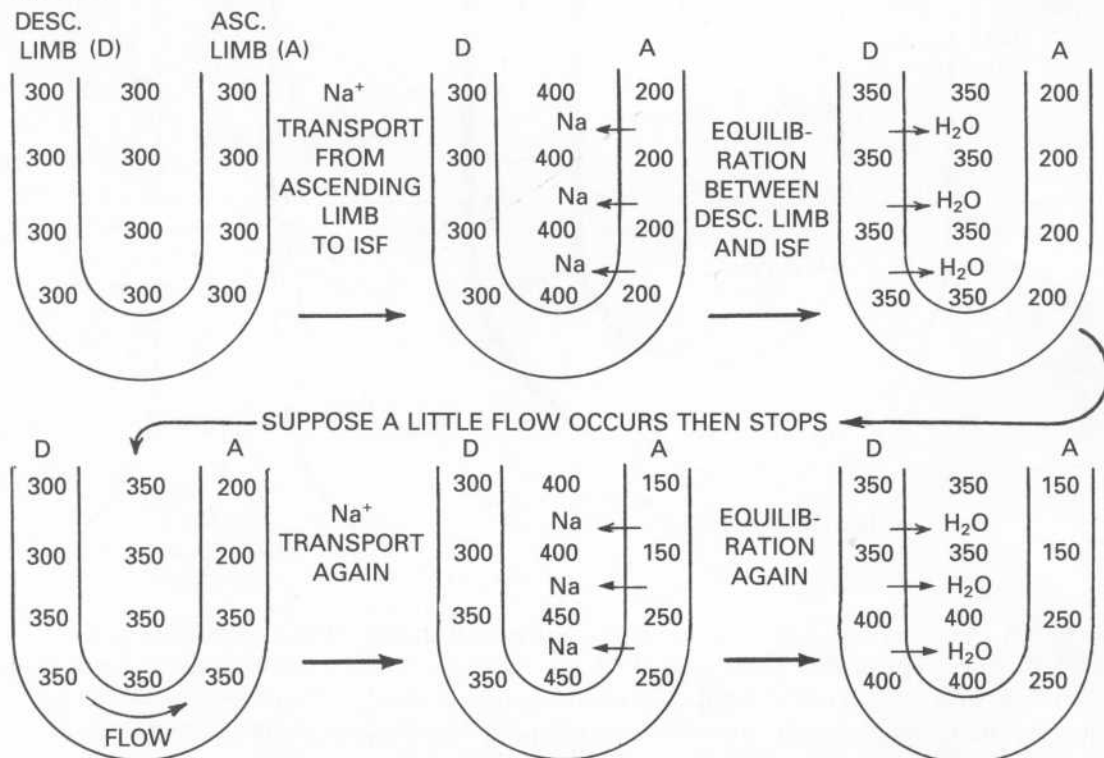 DESC. ASC.
LIMB (D) LIMB (A) D A D A
300 300 300 Na+ 300 400 200 350 350 200
TRANSPORT Na EQUILIB- H2O
FROM RATION
300 300 300 300 400 200 350 350 200
ASCENDING BETWEEN
LIMB Na DESC. LIMB H2O
TO ISF AND ISF
300 300 300 300 400 200 350 350 200
Na H2O
300 300 300 300 400 200 350 350 200
SUPPOSE A LITTLE FLOW OCCURS THEN STOPS
D A D A D A
300 350 200 300 400 150 350 350 150
Na+ Na EQUILIB- H2O
TRANSPORT RATION
300 350 200 300 400 150 350 350 150
AGAIN Na AGAIN H2O
350 350 350 350 450 250 400 400 250
Na H2O
350 350 350 350 450 250 400 400 250
FLOW